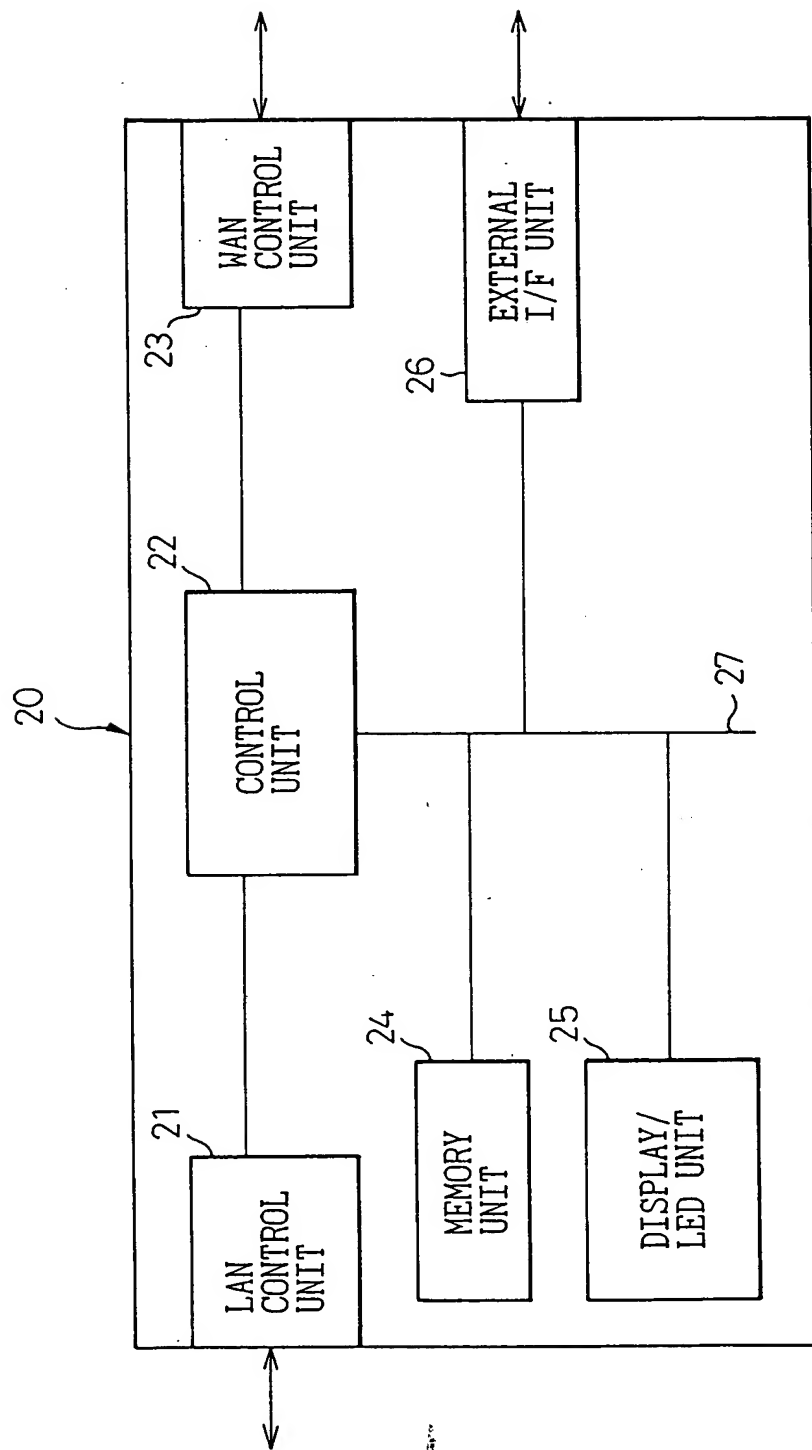 20
21
LAN
CONTROL
UNIT
22
CONTROL
UNIT
23
WAN
CONTROL
UNIT
24
MEMORY
UNIT
26
EXTERNAL
I/F UNIT
25
DISPLAY/
LED UNIT
27